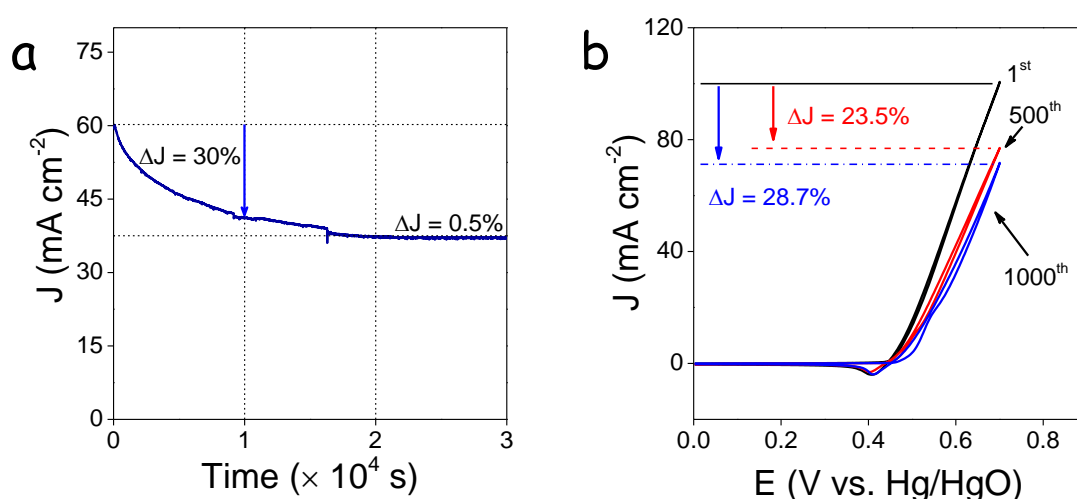 a
75
60
45
30
15
0
J (mA cm⁻²)
ΔJ = 30%
ΔJ = 0.5%
0
1
2
3
Time (× 10⁴ s)
b
120
80
40
0
J (mA cm⁻²)
1ˢᵗ
500ᵗʰ
ΔJ = 23.5%
ΔJ = 28.7%
1000ᵗʰ
0.0
0.2
0.4
0.6
0.8
E (V vs. Hg/HgO)